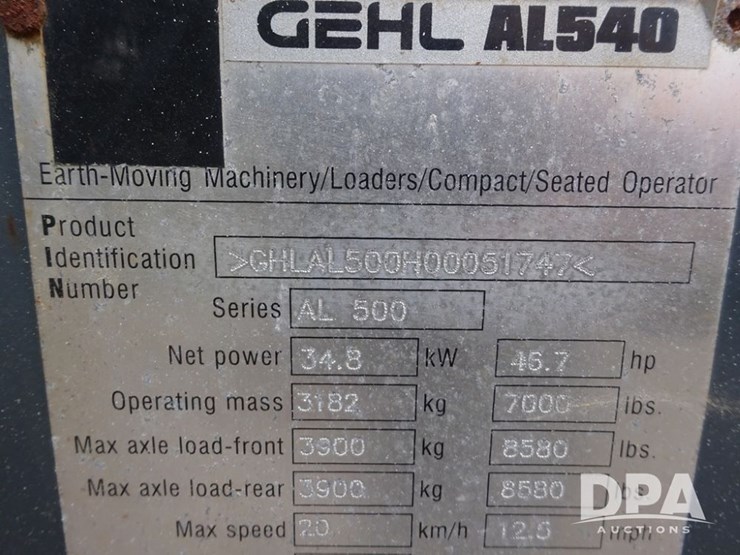 GEHL AL540
Earth-Moving Machinery/Loaders/Compact/Seated Operator
Product
Identification >GHLAL500H00051747<
Number
Series AL 500
Net power 34.8 kW 46.7 hp
Operating mass 3182 kg 7000 lbs.
Max axle load-front 3900 kg 8580 lbs.
Max axle load-rear 3900 kg 8580 lbs.
Max speed 20 km/h 12.5 mph
DPA
AUCTIONS